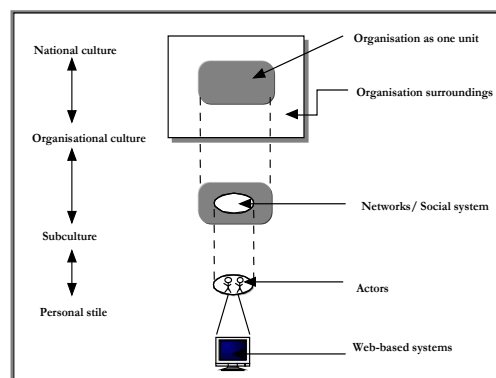 National culture
Organisation as one unit
Organisation surroundings
Organisational culture
Networks/ Social system
Subculture
Actors
Personal stile
Web-based systems